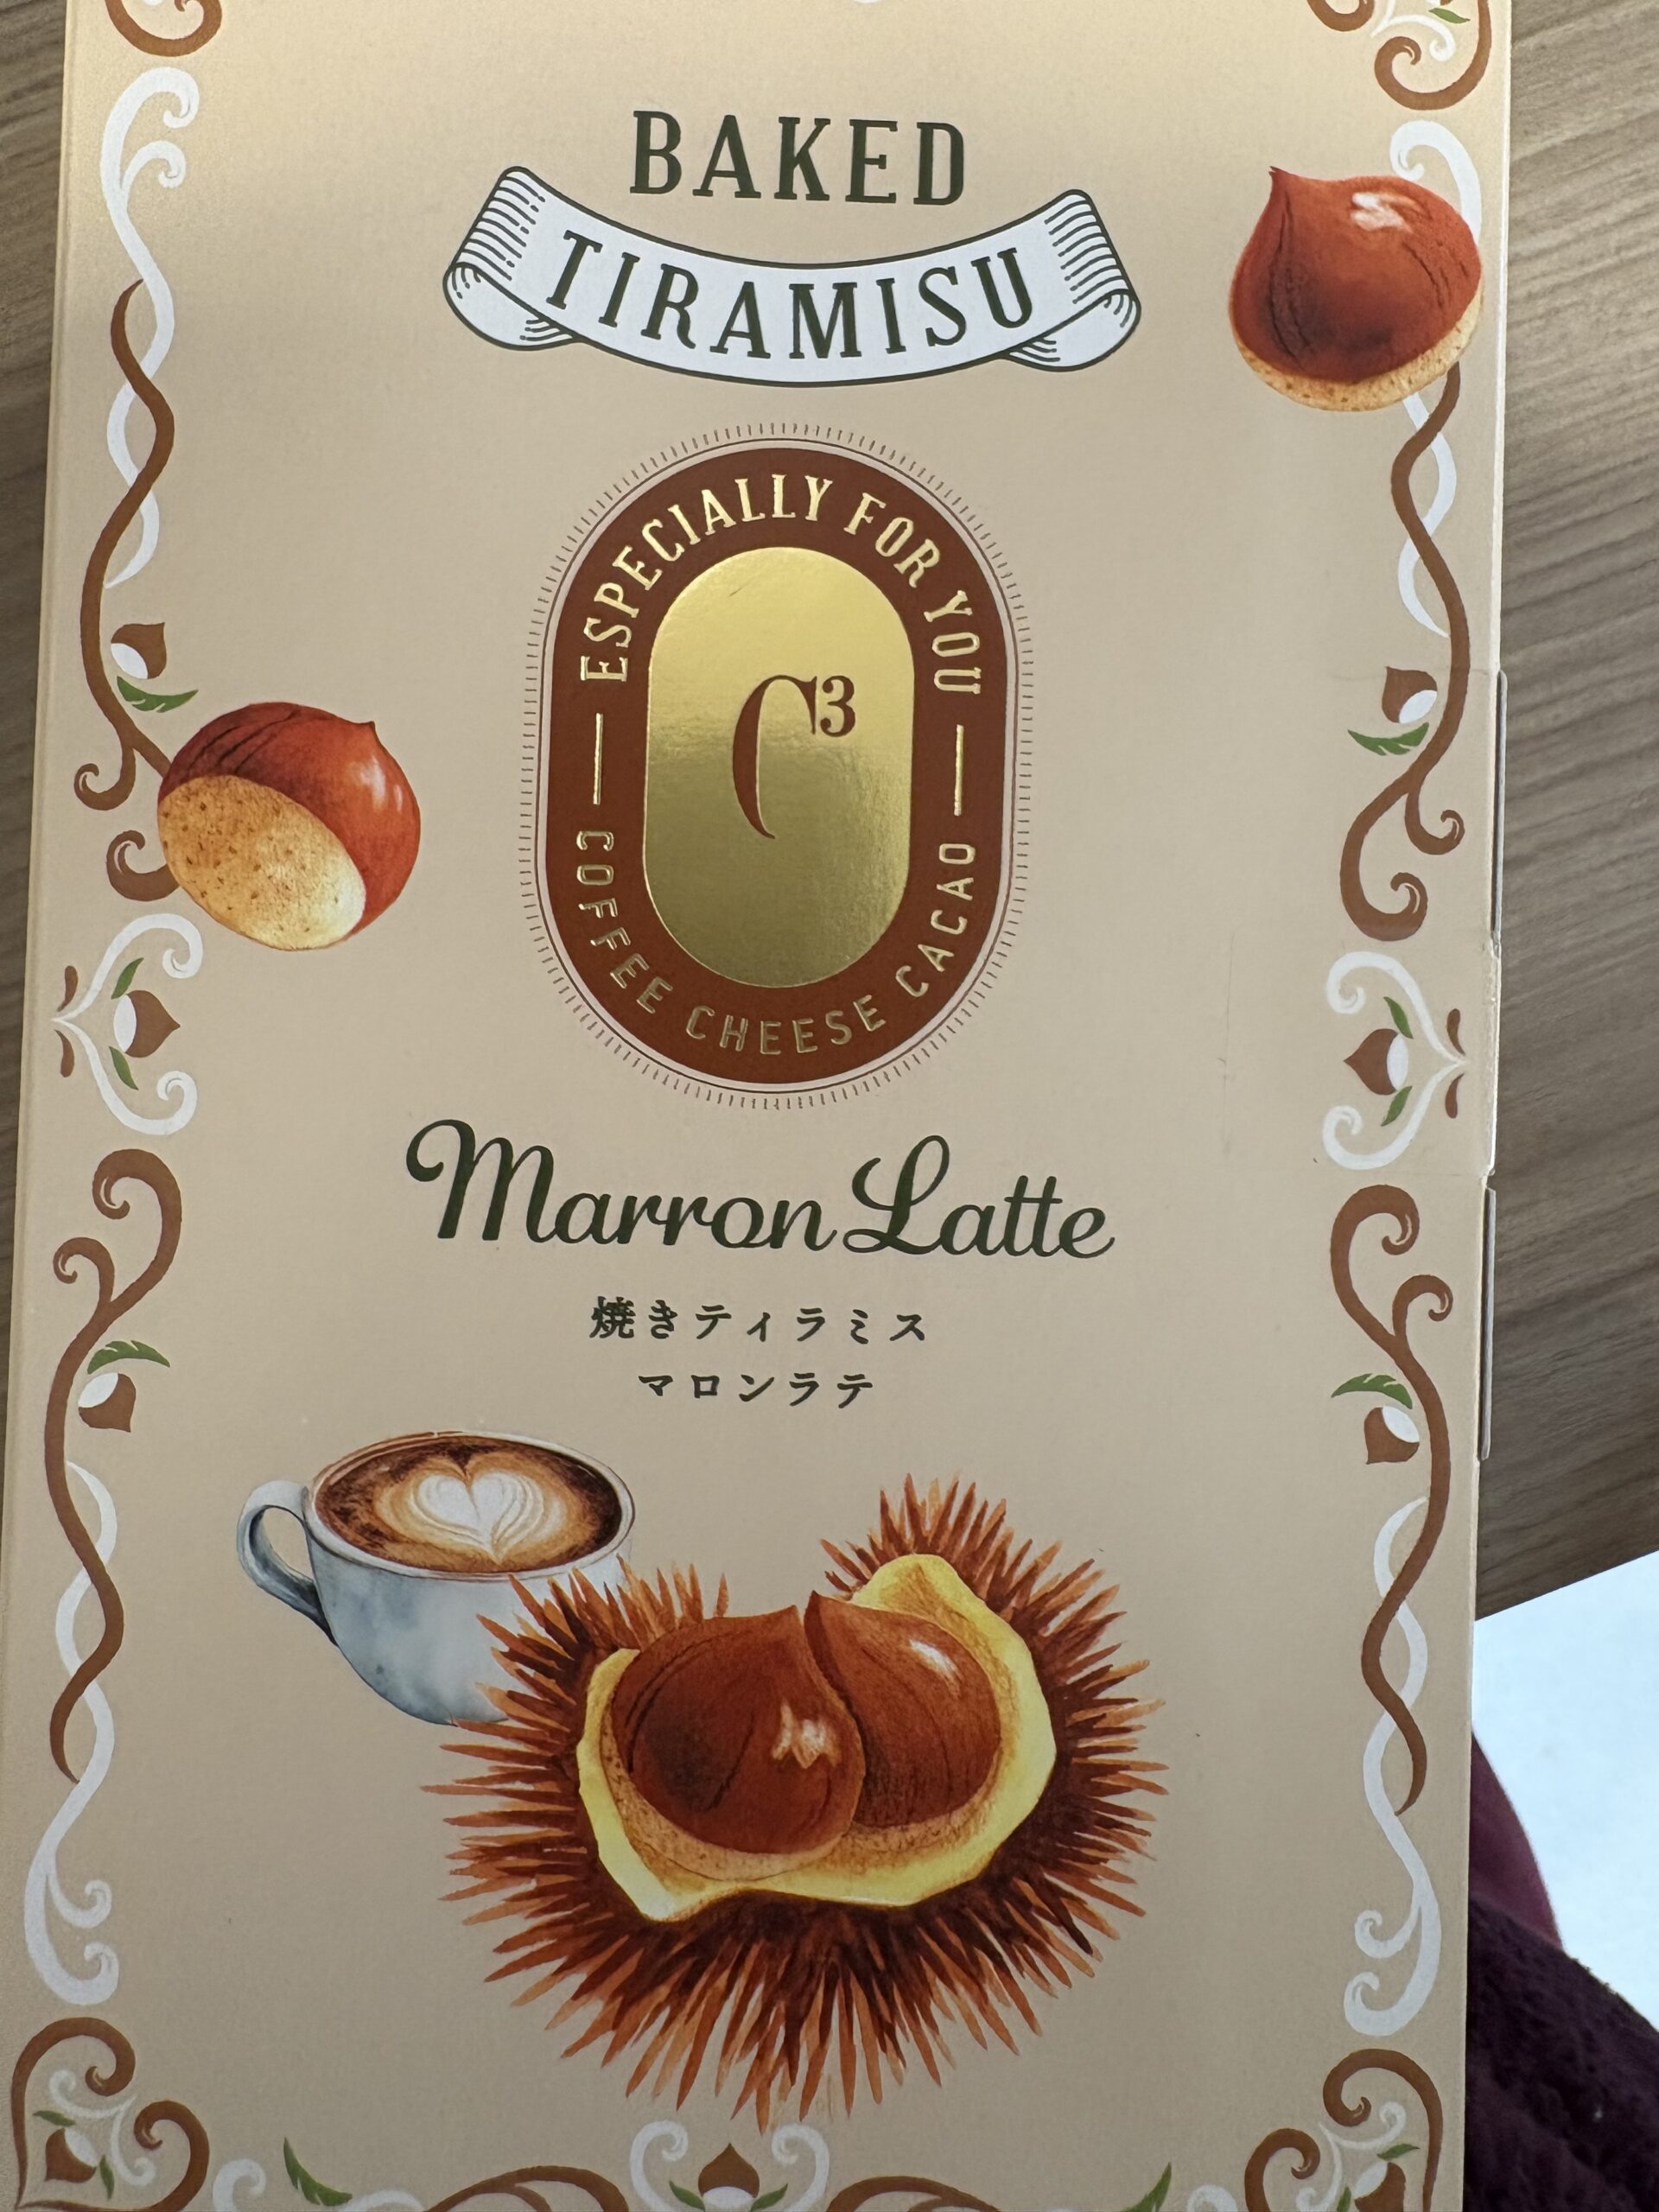 BAKED
TIRAMISU
ESPECIALLY FOR YOU
C³
COFFEE CHEESE CACAO
Marron Latte
焼きティラミス
マロンラテ